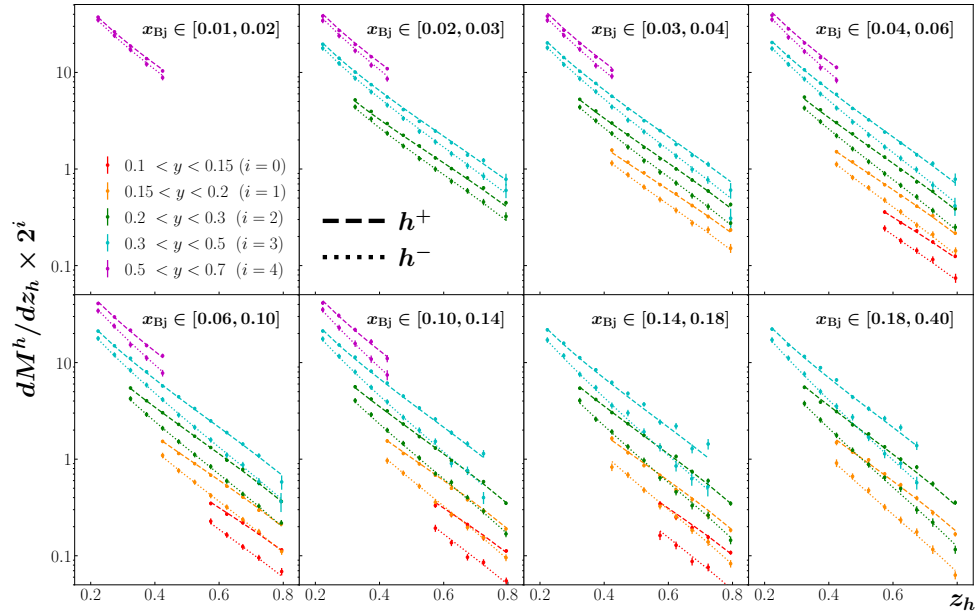 x_Bj ∈ [0.01, 0.02]
x_Bj ∈ [0.02, 0.03]
x_Bj ∈ [0.03, 0.04]
x_Bj ∈ [0.04, 0.06]
10
1
0.1
0.1 < y < 0.15 (i = 0)
0.15 < y < 0.2 (i = 1)
0.2 < y < 0.3 (i = 2)
0.3 < y < 0.5 (i = 3)
0.5 < y < 0.7 (i = 4)
h⁺
h⁻
dM^h/dz_h × 2^i
x_Bj ∈ [0.06, 0.10]
x_Bj ∈ [0.10, 0.14]
x_Bj ∈ [0.14, 0.18]
x_Bj ∈ [0.18, 0.40]
10
1
0.1
0.2 0.4 0.6 0.8 0.2 0.4 0.6 0.8 0.2 0.4 0.6 0.8 0.2 0.4 0.6 0.8
z_h